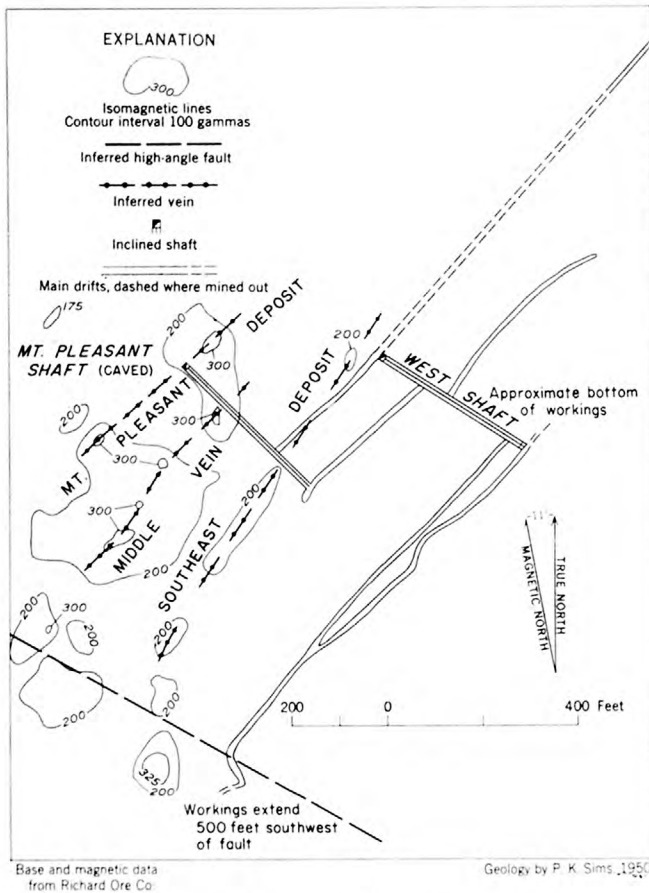 EXPLANATION
300
Isomagnetic lines
Contour interval 100 gammas
Inferred high-angle fault
Inferred vein
Inclined shaft
Main drifts, dashed where mined out
175
MT. PLEASANT
SHAFT (CAVED)
200
300
DEPOSIT
200
DEPOSIT
WEST SHAFT
Approximate bottom
of workings
200
300
MT. PLEASANT
300
300
MIDDLE VEIN
200
200
SOUTHEAST
11°
MAGNETIC NORTH
TRUE NORTH
200
300
200
200
200
200
325
200
200 0 400 Feet
Workings extend
500 feet southwest
of fault
Base and magnetic data
from Richard Ore Co.
Geology by P. K. Sims, 1950